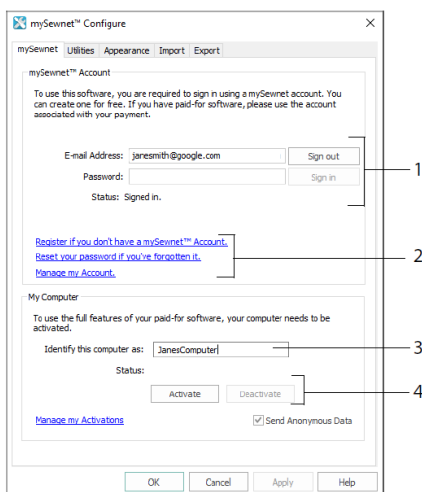 mySewnet™ Configure
mySewnet Utilities Appearance Import Export
mySewnet™ Account
To use this software, you are required to sign in using a mySewnet account. You
can create one for free. If you have paid-for software, please use the account
associated with your payment.
E-mail Address: janesmith@google.com Sign out
1
Password: Sign in
Status: Signed in.
Register if you don't have a mySewnet™ Account.
2
Reset your password if you've forgotten it.
Manage my Account.
My Computer
To use the full features of your paid-for software, your computer needs to be
activated.
Identify this computer as: JanesComputer
3
Status:
4
Activate Deactivate
Manage my Activations Send Anonymous Data
OK Cancel Apply Help